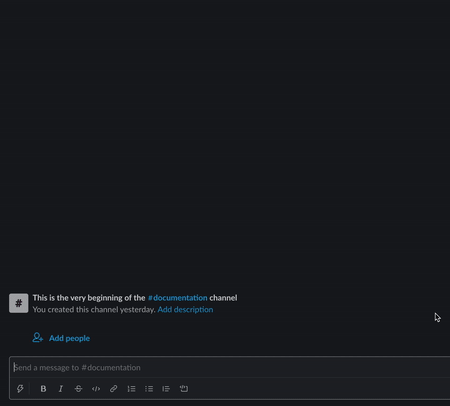 # This is the very beginning of the #documentation channel
You created this channel yesterday. Add description
Add people
Send a message to #documentation
B I S </>